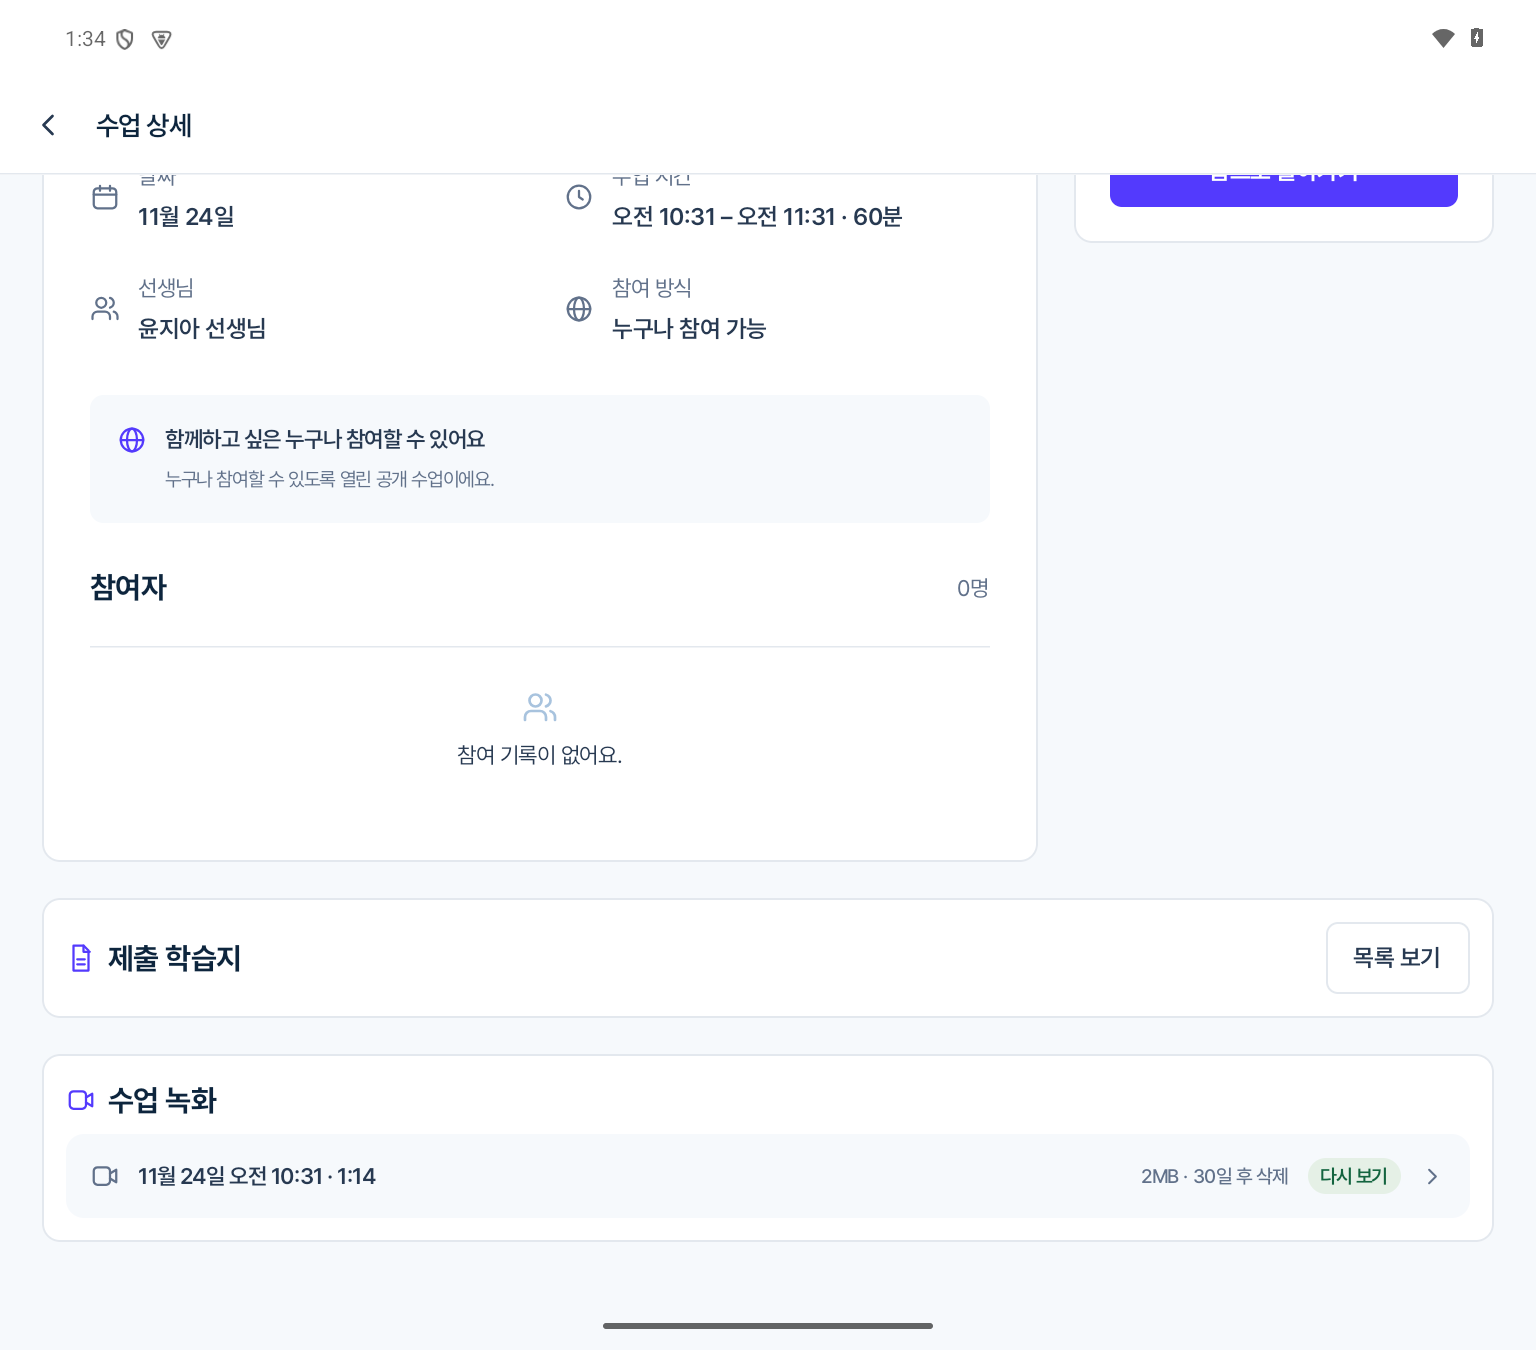 1:34
수업 상세
날짜
11월 24일
수업 시간
오전 10:31 – 오전 11:31 · 60분
선생님
윤지아 선생님
참여 방식
누구나 참여 가능
함께하고 싶은 누구나 참여할 수 있어요
누구나 참여할 수 있도록 열린 공개 수업이에요.
참여자
0명
참여 기록이 없어요.
제출 학습지
목록 보기
수업 녹화
11월 24일 오전 10:31 · 1:14
2MB · 30일 후 삭제
다시 보기